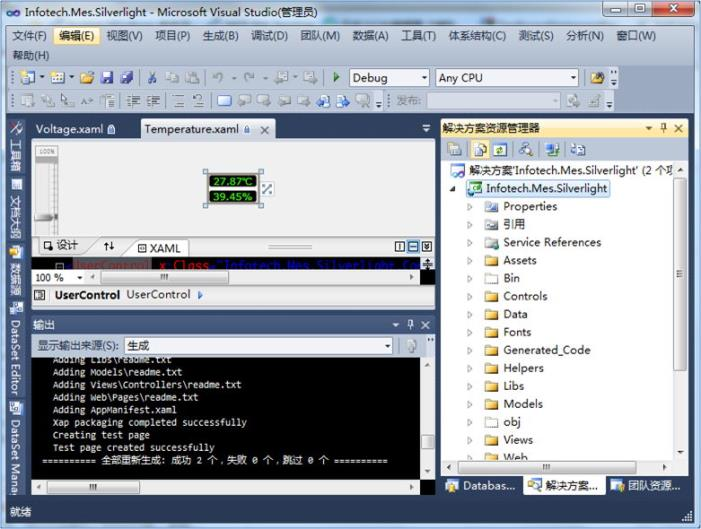 Infotech.Mes.Silverlight - Microsoft Visual Studio(管理员)
文件(F) 编辑(E) 视图(V) 项目(P) 生成(B) 调试(D) 团队(M) 数据(A) 工具(T) 体系结构(C) 测试(S) 分析(N) 窗口(W)
帮助(H)
Debug Any CPU
发布:
工具箱
文档大纲
数据源
DataSet Editor
DataSet Mana
Voltage.xaml Temperature.xaml
100%
27.87℃
39.45%
设计 XAML
UserControl x:Class="Infotech.Mes.Silverlight.Com
100 %
UserControl UserControl
输出
显示输出来源(S): 生成
Adding Libs\readme.txt
Adding Models\readme.txt
Adding Views\Controllers\readme.txt
Adding Web\Pages\readme.txt
Adding AppManifest.xaml
Xap packaging completed successfully
Creating test page
Test page created successfully
========== 全部重新生成: 成功 2 个，失败 0 个，跳过 0 个 ==========
解决方案资源管理器
解决方案'Infotech.Mes.Silverlight' (2 个项
Infotech.Mes.Silverlight
Properties
引用
Service References
Assets
Bin
Controls
Data
Fonts
Generated_Code
Helpers
Libs
Models
obj
Views
Web
Databas... 解决方案... 团队资源...
就绪